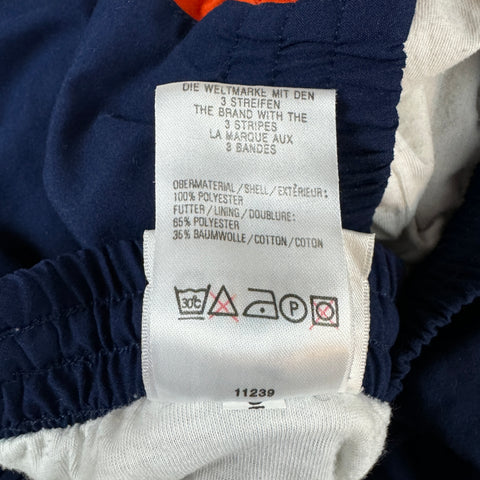 DIE WELTMARKE MIT DEN
3 STREIFEN
THE BRAND WITH THE
3 STRIPES
LA MARQUE AUX
3 BANDES
OBERMATERIAL/SHELL/EXTÉRIEUR:
100% POLYESTER
FUTTER/LINING/DOUBLURE:
65% POLYESTER
35% BAUMWOLLE/COTTON/COTON
30°C
P
11239